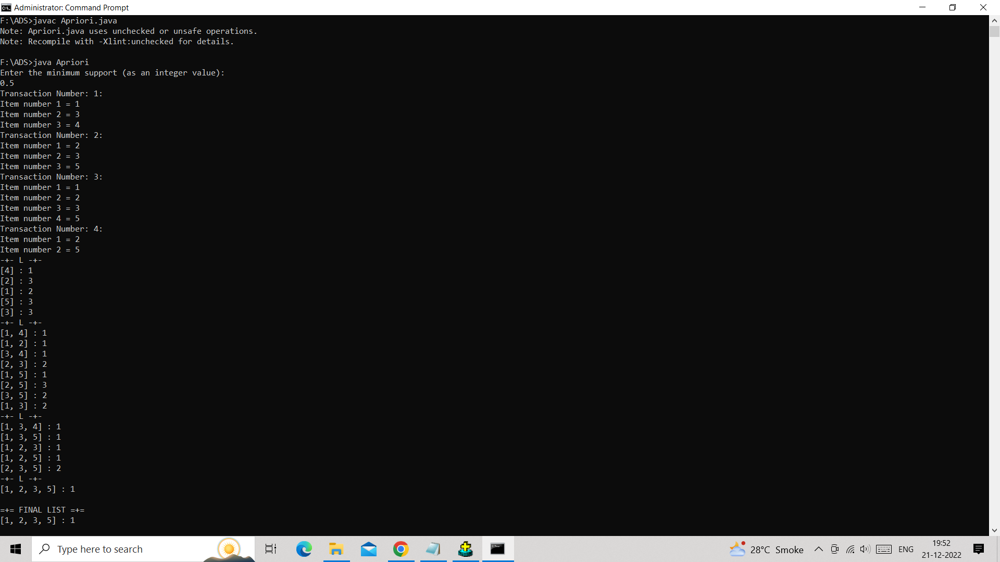 Administrator: Command Prompt
F:\ADS>javac Apriori.java
Note: Apriori.java uses unchecked or unsafe operations.
Note: Recompile with -Xlint:unchecked for details.
F:\ADS>java Apriori
Enter the minimum support (as an integer value):
0.5
Transaction Number: 1:
Item number 1 = 1
Item number 2 = 3
Item number 3 = 4
Transaction Number: 2:
Item number 1 = 2
Item number 2 = 3
Item number 3 = 5
Transaction Number: 3:
Item number 1 = 1
Item number 2 = 2
Item number 3 = 3
Item number 4 = 5
Transaction Number: 4:
Item number 1 = 2
Item number 2 = 5
-+- L -+-
[4] : 1
[2] : 3
[1] : 2
[5] : 3
[3] : 3
-+- L -+-
[1, 4] : 1
[1, 2] : 1
[3, 4] : 1
[2, 3] : 2
[1, 5] : 1
[2, 5] : 3
[3, 5] : 2
[1, 3] : 2
-+- L -+-
[1, 3, 4] : 1
[1, 3, 5] : 1
[1, 2, 3] : 1
[1, 2, 5] : 1
[2, 3, 5] : 2
-+- L -+-
[1, 2, 3, 5] : 1
=+= FINAL LIST =+=
[1, 2, 3, 5] : 1
Type here to search
28°C Smoke
ENG
19:52
21-12-2022